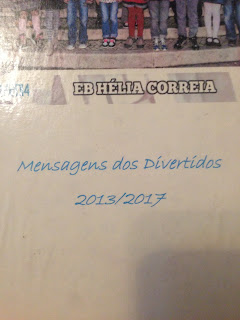 EB HÉLIA CORREIA
Mensagens dos Divertidos
2013/2017